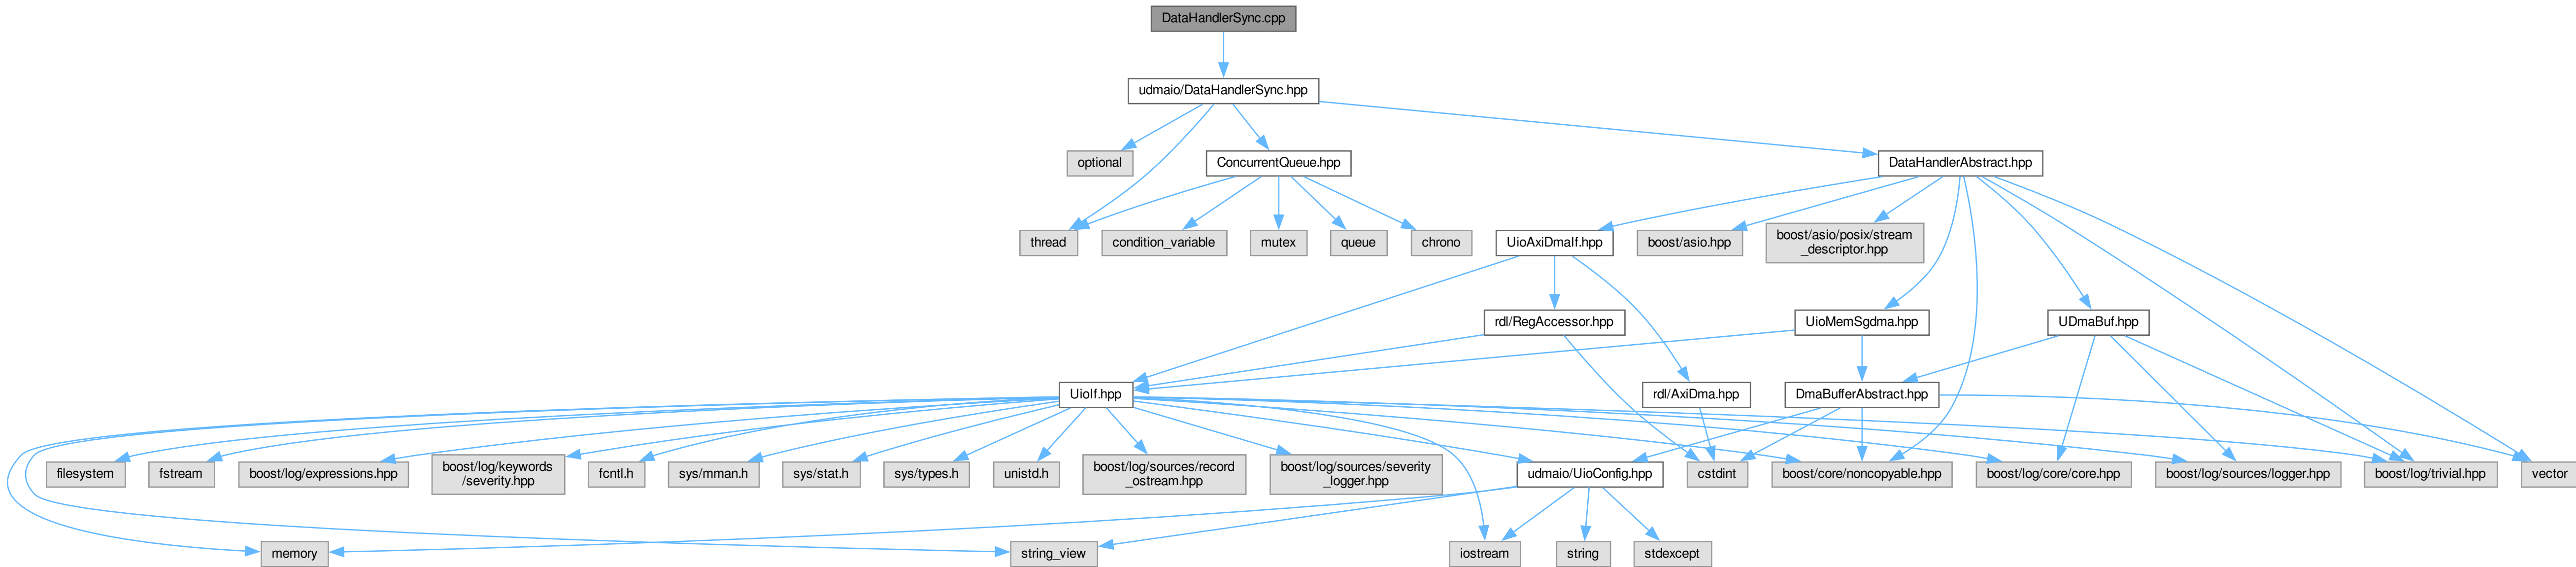 DataHandlerSync.cpp
udmaio/DataHandlerSync.hpp
optional
ConcurrentQueue.hpp
DataHandlerAbstract.hpp
thread
condition_variable
mutex
queue
chrono
UioAxiDmaIf.hpp
boost/asio.hpp
boost/asio/posix/stream
_descriptor.hpp
rdl/RegAccessor.hpp
UioMemSgdma.hpp
UDmaBuf.hpp
UioIf.hpp
rdl/AxiDma.hpp
DmaBufferAbstract.hpp
filesystem
fstream
boost/log/expressions.hpp
boost/log/keywords
/severity.hpp
fcntl.h
sys/mman.h
sys/stat.h
sys/types.h
unistd.h
boost/log/sources/record
_ostream.hpp
boost/log/sources/severity
_logger.hpp
udmaio/UioConfig.hpp
cstdint
boost/core/noncopyable.hpp
boost/log/core/core.hpp
boost/log/sources/logger.hpp
boost/log/trivial.hpp
vector
memory
string_view
iostream
string
stdexcept